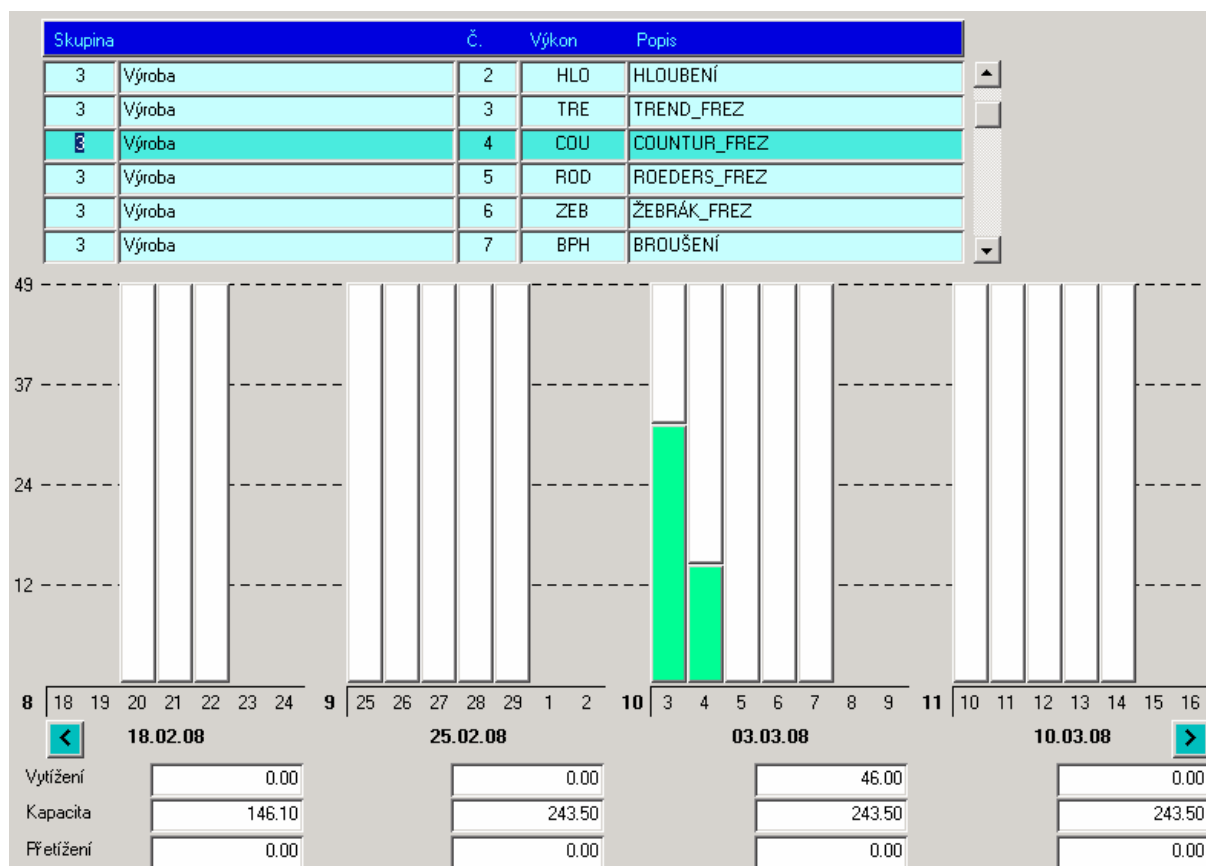 Skupina Č. Výkon Popis
3 Výroba 2 HLO HLOUBENÍ
3 Výroba 3 TRE TREND_FREZ
3 Výroba 4 COU COUNTUR_FREZ
3 Výroba 5 ROD ROEDERS_FREZ
3 Výroba 6 ZEB ŽEBRÁK_FREZ
3 Výroba 7 BPH BROUŠENÍ
49
37
24
12
8 18 19 20 21 22 23 24 9 25 26 27 28 29 1 2 10 3 4 5 6 7 8 9 11 10 11 12 13 14 15 16
< 18.02.08 25.02.08 03.03.08 10.03.08 >
Vytížení 0.00 0.00 46.00 0.00
Kapacita 146.10 243.50 243.50 243.50
Přetížení 0.00 0.00 0.00 0.00